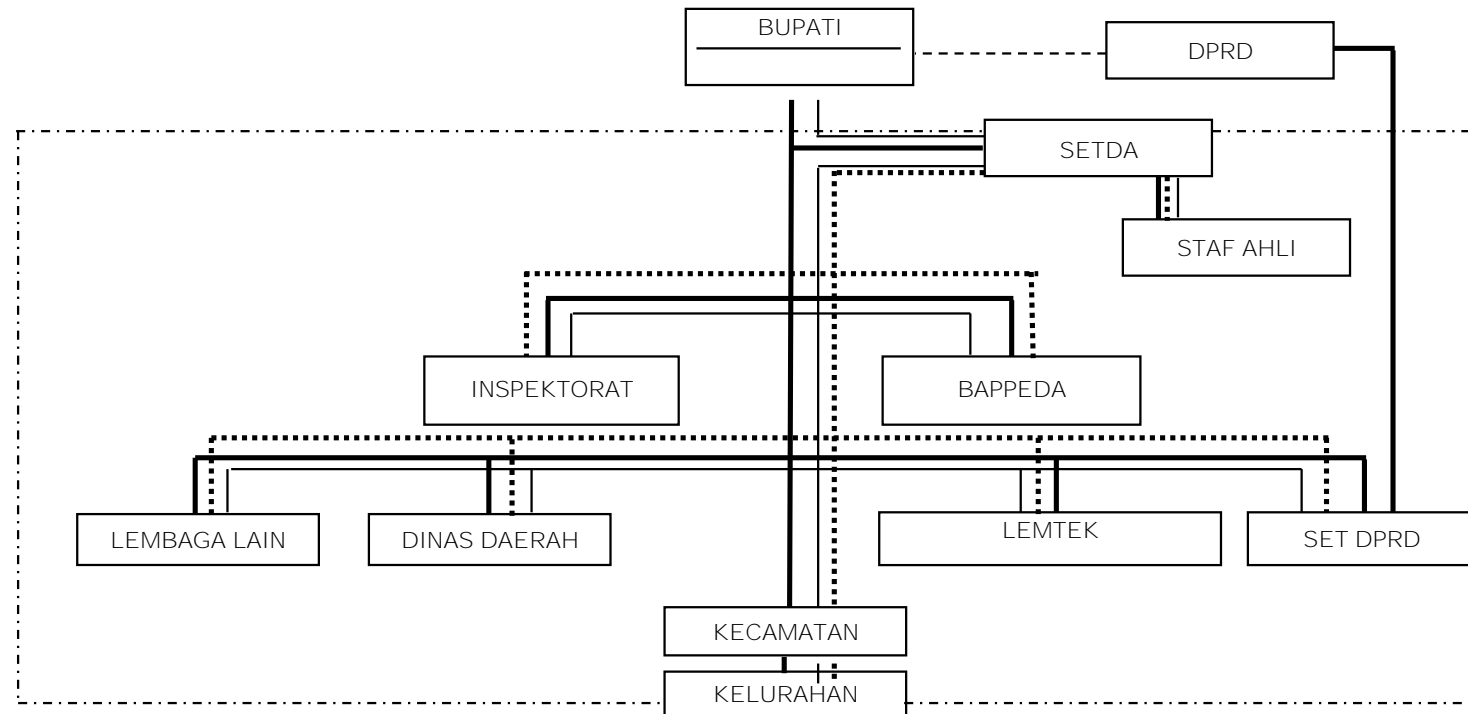 BUPATI
DPRD
SETDA
STAF AHLI
INSPEKTORAT
BAPPEDA
LEMBAGA LAIN
DINAS DAERAH
LEMTEK
SET DPRD
KECAMATAN
KELURAHAN